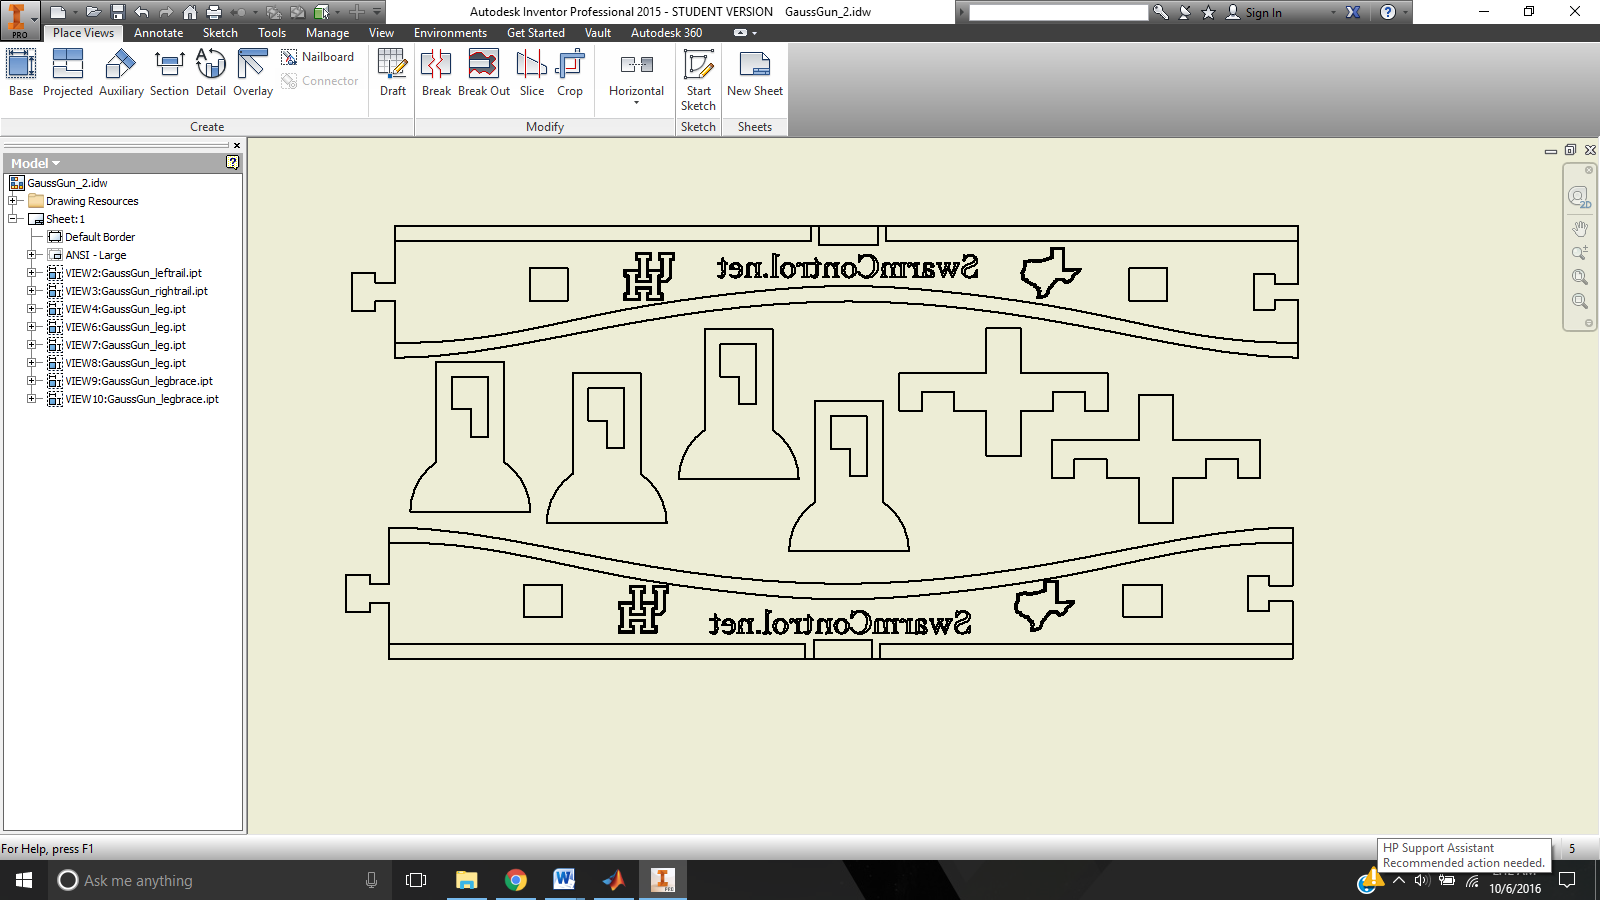 Autodesk Inventor Professional 2015 - STUDENT VERSION GaussGun_2.idw
Sign In
PRO
Place Views Annotate Sketch Tools Manage View Environments Get Started Vault Autodesk 360
Base Projected Auxiliary Section Detail Overlay
Nailboard
Connector
Draft
Break Break Out Slice Crop
Horizontal
Start Sketch
New Sheet
Create Modify Sketch Sheets
Model
GaussGun_2.idw
Drawing Resources
Sheet:1
Default Border
ANSI - Large
VIEW2:GaussGun_leftrail.ipt
VIEW3:GaussGun_rightrail.ipt
VIEW4:GaussGun_leg.ipt
VIEW6:GaussGun_leg.ipt
VIEW7:GaussGun_leg.ipt
VIEW8:GaussGun_leg.ipt
VIEW9:GaussGun_legbrace.ipt
VIEW10:GaussGun_legbrace.ipt
SwarmControl.net
SwarmControl.net
2D
For Help, press F1
5
HP Support Assistant
Recommended action needed.
Ask me anything
10/6/2016